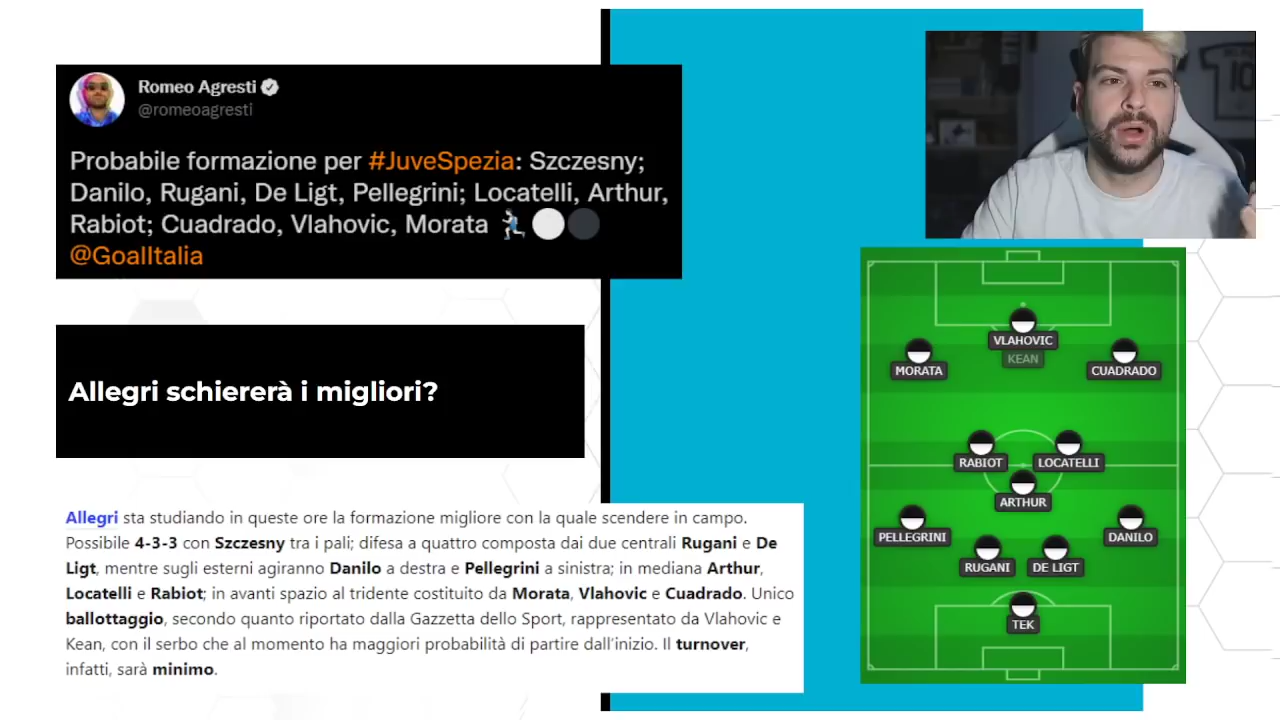 Romeo Agresti
@romeoagresti
Probabile formazione per #JuveSpezia: Szczesny;
Danilo, Rugani, De Ligt, Pellegrini; Locatelli, Arthur,
Rabiot; Cuadrado, Vlahovic, Morata
@GoalItalia
Allegri schiererà i migliori?
Allegri sta studiando in queste ore la formazione migliore con la quale scendere in campo.
Possibile 4-3-3 con Szczesny tra i pali; difesa a quattro composta dai due centrali Rugani e De
Ligt, mentre sugli esterni agiranno Danilo a destra e Pellegrini a sinistra; in mediana Arthur,
Locatelli e Rabiot; in avanti spazio al tridente costituito da Morata, Vlahovic e Cuadrado. Unico
ballottaggio, secondo quanto riportato dalla Gazzetta dello Sport, rappresentato da Vlahovic e
Kean, con il serbo che al momento ha maggiori probabilità di partire dall'inizio. Il turnover,
infatti, sarà minimo.
10
VLAHOVIC
KEAN
MORATA
CUADRADO
RABIOT
LOCATELLI
ARTHUR
PELLEGRINI
DANILO
RUGANI
DE LIGT
TEK